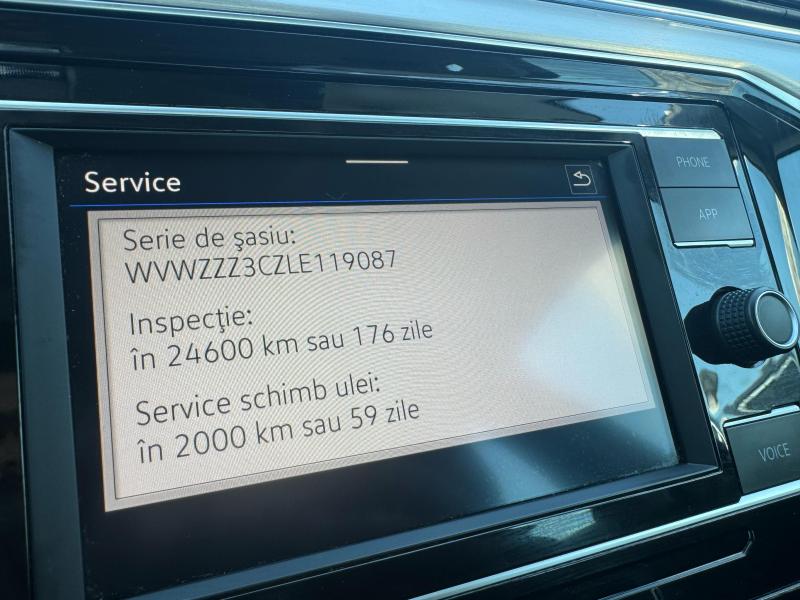 Service
Serie de şasiu:
WVWZZZ3CZLE119087
Inspecţie:
în 24600 km sau 176 zile
Service schimb ulei:
în 2000 km sau 59 zile
PHONE
APP
VOICE